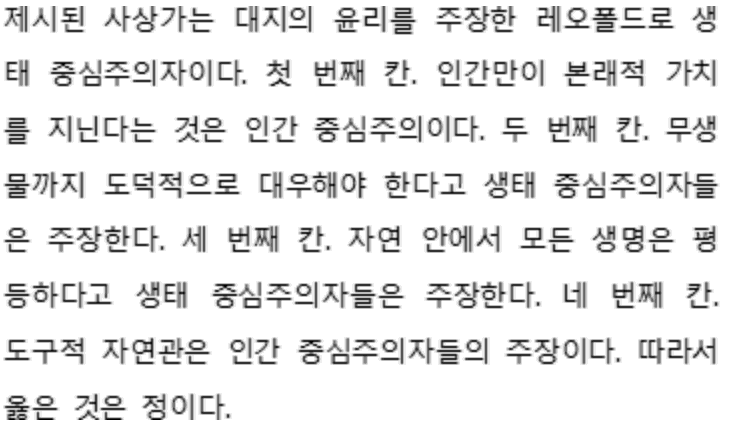 제시된 사상가는 대지의 윤리를 주장한 레오폴드로 생
태 중심주의자이다. 첫 번째 칸. 인간만이 본래적 가치
를 지닌다는 것은 인간 중심주의이다. 두 번째 칸. 무생
물까지 도덕적으로 대우해야 한다고 생태 중심주의자들
은 주장한다. 세 번째 칸. 자연 안에서 모든 생명은 평
등하다고 생태 중심주의자들은 주장한다. 네 번째 칸.
도구적 자연관은 인간 중심주의자들의 주장이다. 따라서
옳은 것은 정이다.